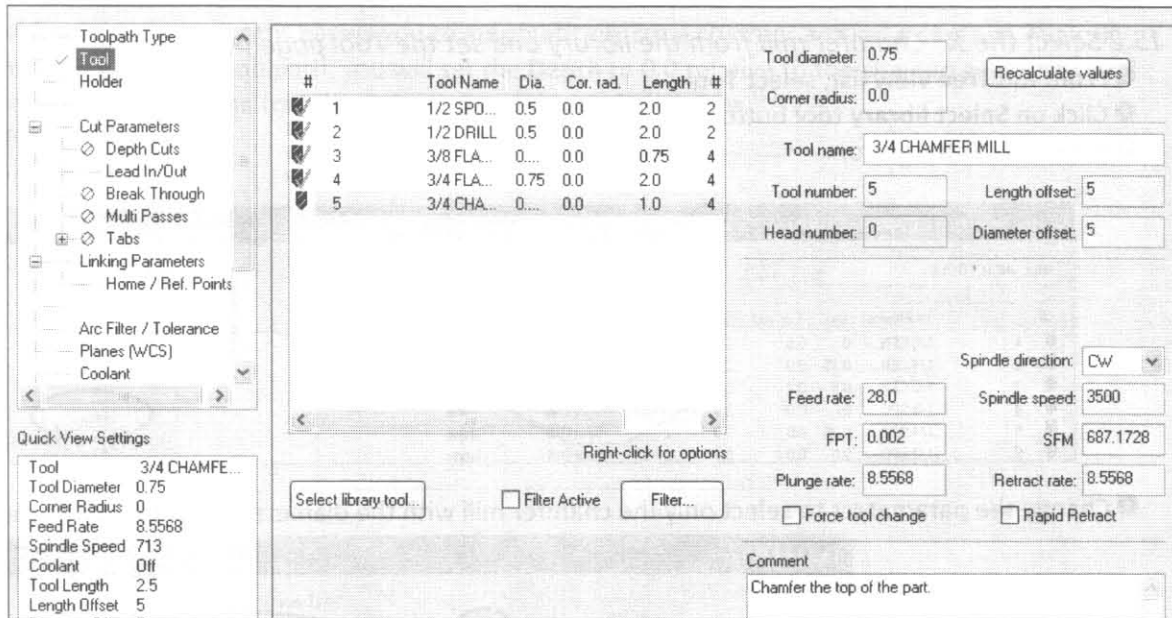 Toolpath Type
Tool
Holder
Cut Parameters
Depth Cuts
Lead In/Out
Break Through
Multi Passes
Tabs
Linking Parameters
Home / Ref. Points
Arc Filter / Tolerance
Planes (WCS)
Coolant
Quick View Settings
Tool 3/4 CHAMFE...
Tool Diameter 0.75
Corner Radius 0
Feed Rate 8.5568
Spindle Speed 713
Coolant Off
Tool Length 2.5
Length Offset 5
# Tool Name Dia. Cor. rad. Length #
1 1/2 SPO... 0.5 0.0 2.0 2
2 1/2 DRILL 0.5 0.0 2.0 2
3 3/8 FLA... 0.... 0.0 0.75 4
4 3/4 FLA... 0.75 0.0 2.0 4
5 3/4 CHA... 0.... 0.0 1.0 4
Right-click for options
Select library tool...
Filter Active
Filter...
Tool diameter: 0.75
Recalculate values
Corner radius: 0.0
Tool name: 3/4 CHAMFER MILL
Tool number: 5 Length offset: 5
Head number: 0 Diameter offset: 5
Spindle direction: CW
Feed rate: 28.0 Spindle speed: 3500
FPT: 0.002 SFM 687.1728
Plunge rate: 8.5568 Retract rate: 8.5568
Force tool change Rapid Retract
Comment
Chamfer the top of the part.